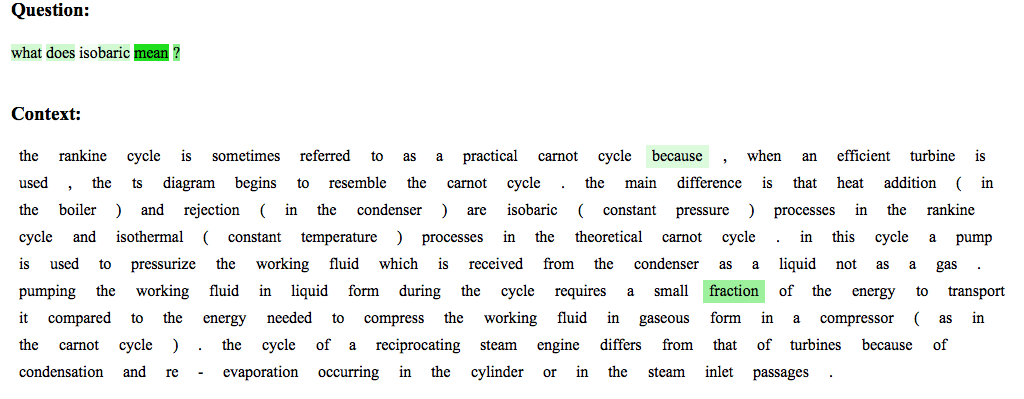 Question:
what does isobaric mean ?
Context:
the rankine cycle is sometimes referred to as a practical carnot cycle because , when an efficient turbine is
used , the ts diagram begins to resemble the carnot cycle . the main difference is that heat addition ( in
the boiler ) and rejection ( in the condenser ) are isobaric ( constant pressure ) processes in the rankine
cycle and isothermal ( constant temperature ) processes in the theoretical carnot cycle . in this cycle a pump
is used to pressurize the working fluid which is received from the condenser as a liquid not as a gas .
pumping the working fluid in liquid form during the cycle requires a small fraction of the energy to transport
it compared to the energy needed to compress the working fluid in gaseous form in a compressor ( as in
the carnot cycle ) . the cycle of a reciprocating steam engine differs from that of turbines because of
condensation and re - evaporation occurring in the cylinder or in the steam inlet passages .